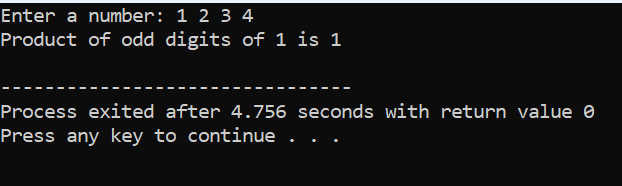 Enter a number: 1 2 3 4
Product of odd digits of 1 is 1
--------------------------------
Process exited after 4.756 seconds with return value 0
Press any key to continue . . .